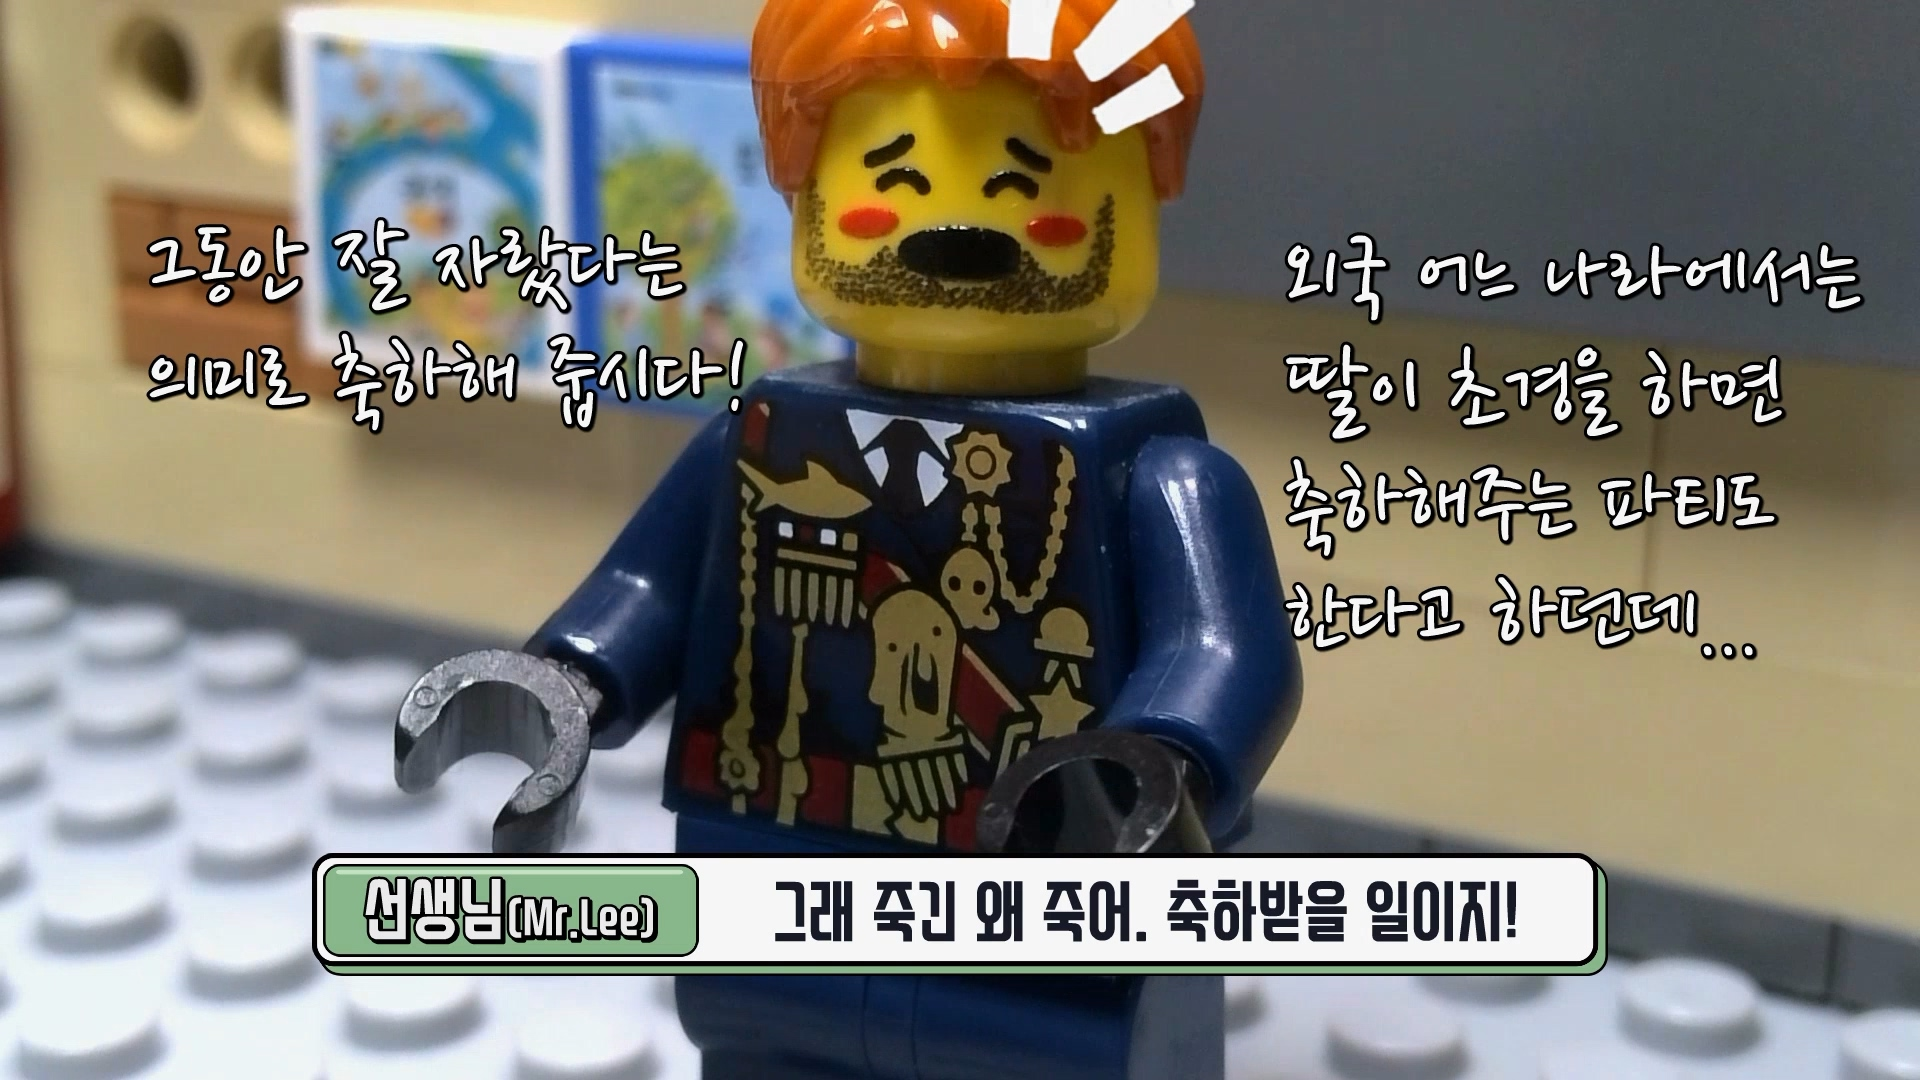 그동안 잘 자랐다는
의미로 축하해 줍시다!
외국 어느 나라에서는
딸이 초경을 하면
축하해주는 파티도
한다고 하던데...
선생님(Mr.Lee)
그래 죽긴 왜 죽어. 축하받을 일이지!